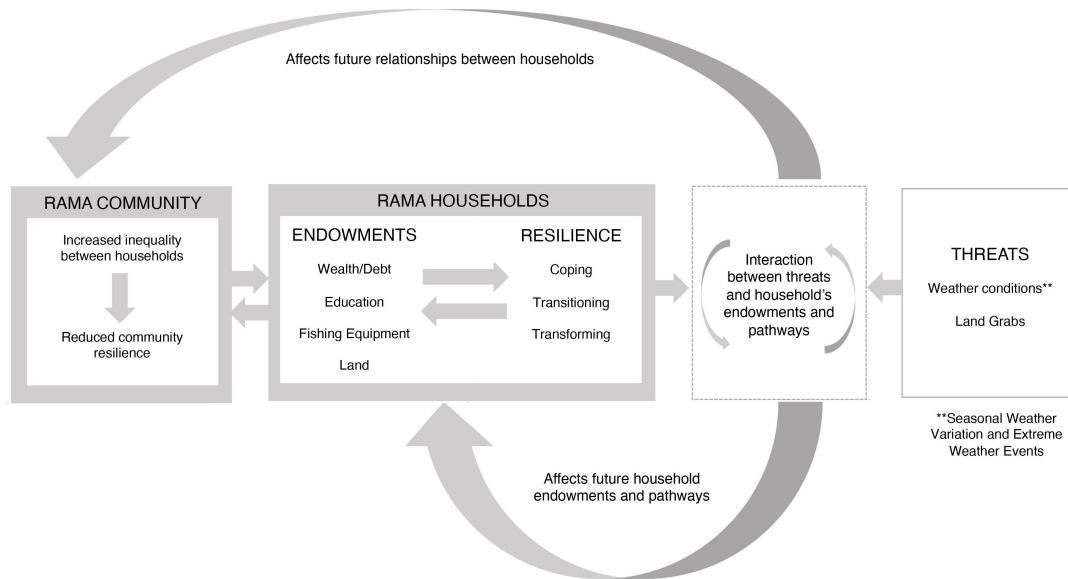 Affects future relationships between households
RAMA COMMUNITY
Increased inequality
between households
Reduced community
resilience
RAMA HOUSEHOLDS
ENDOWMENTS
Wealth/Debt
Education
Fishing Equipment
Land
RESILIENCE
Coping
Transitioning
Transforming
Interaction
between threats
and household’s
endowments and
pathways
THREATS
Weather conditions**
Land Grabs
**Seasonal Weather
Variation and Extreme
Weather Events
Affects future household
endowments and pathways